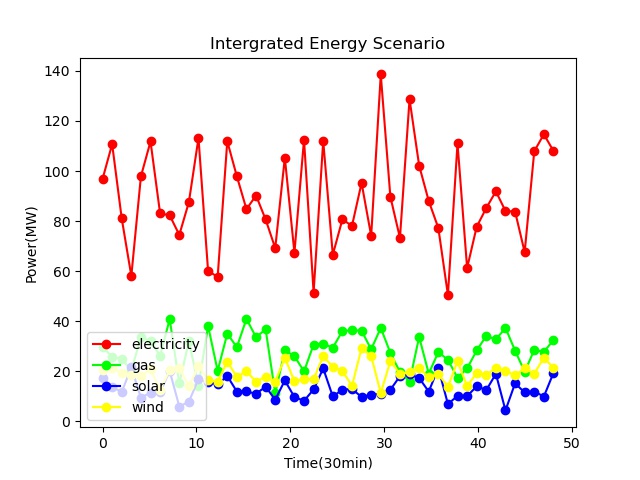 Intergrated Energy Scenario
Power(MW)
140
120
100
80
60
40
20
0
electricity
gas
solar
wind
0 10 20 30 40 50
Time(30min)